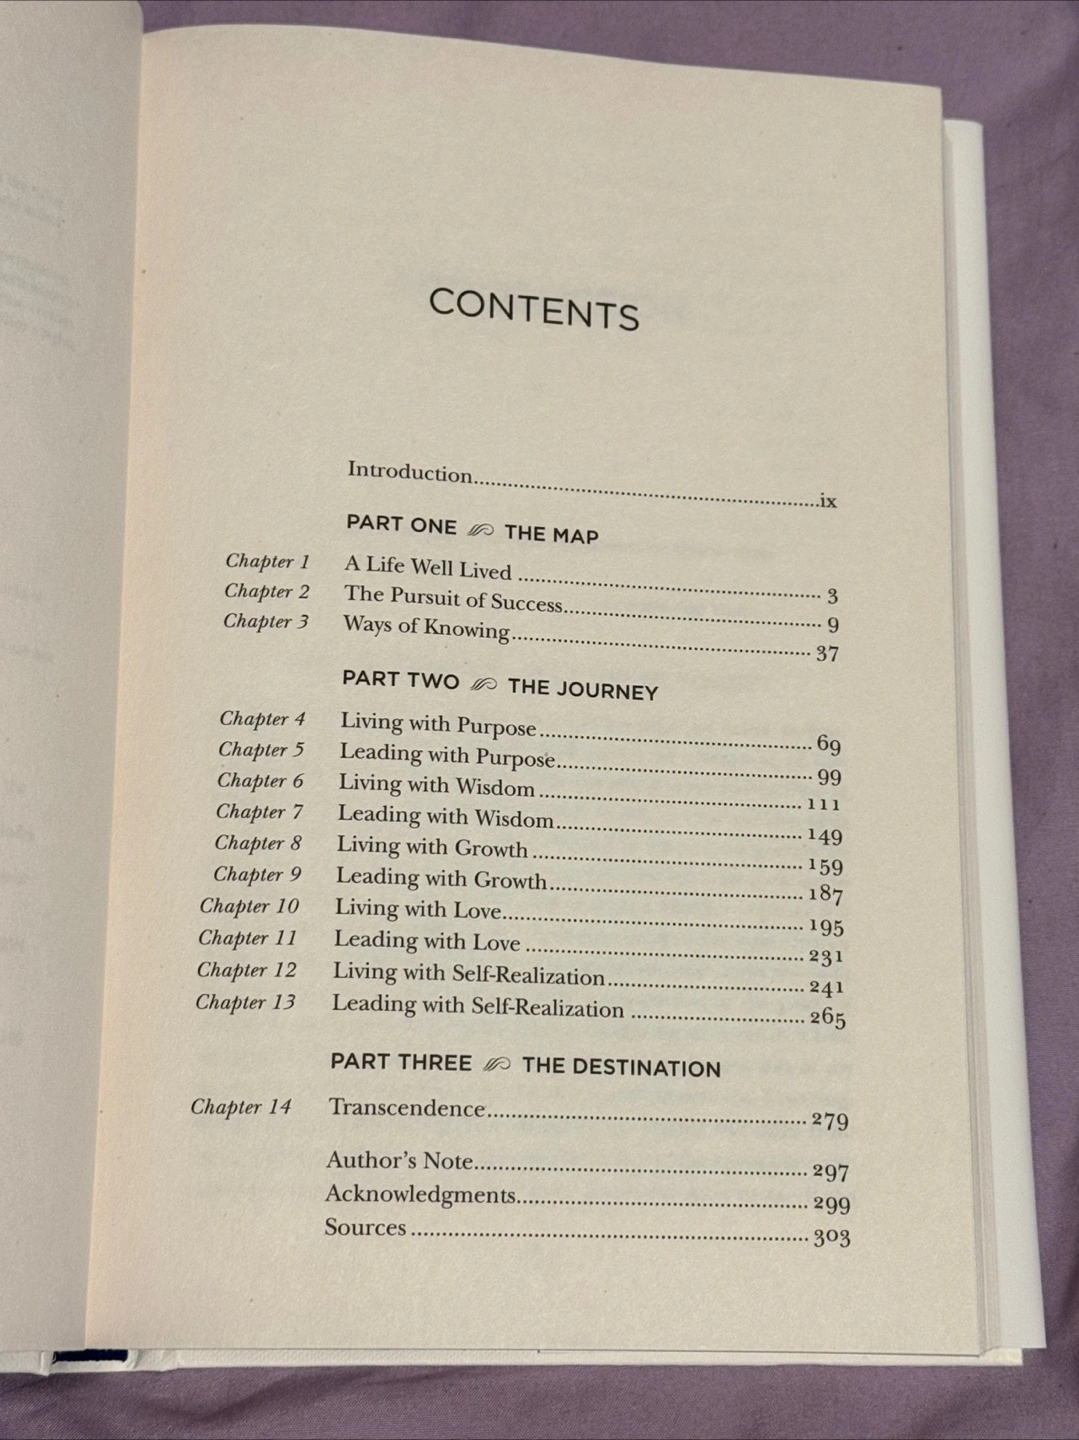 CONTENTS
Introduction...ix
PART ONE THE MAP
Chapter 1 A Life Well Lived ... 3
Chapter 2 The Pursuit of Success... 9
Chapter 3 Ways of Knowing... 37
PART TWO THE JOURNEY
Chapter 4 Living with Purpose... 69
Chapter 5 Leading with Purpose... 99
Chapter 6 Living with Wisdom ... 111
Chapter 7 Leading with Wisdom... 149
Chapter 8 Living with Growth ... 159
Chapter 9 Leading with Growth... 187
Chapter 10 Living with Love... 195
Chapter 11 Leading with Love ... 231
Chapter 12 Living with Self-Realization... 241
Chapter 13 Leading with Self-Realization ... 265
PART THREE THE DESTINATION
Chapter 14 Transcendence... 279
Author's Note... 297
Acknowledgments... 299
Sources ... 303